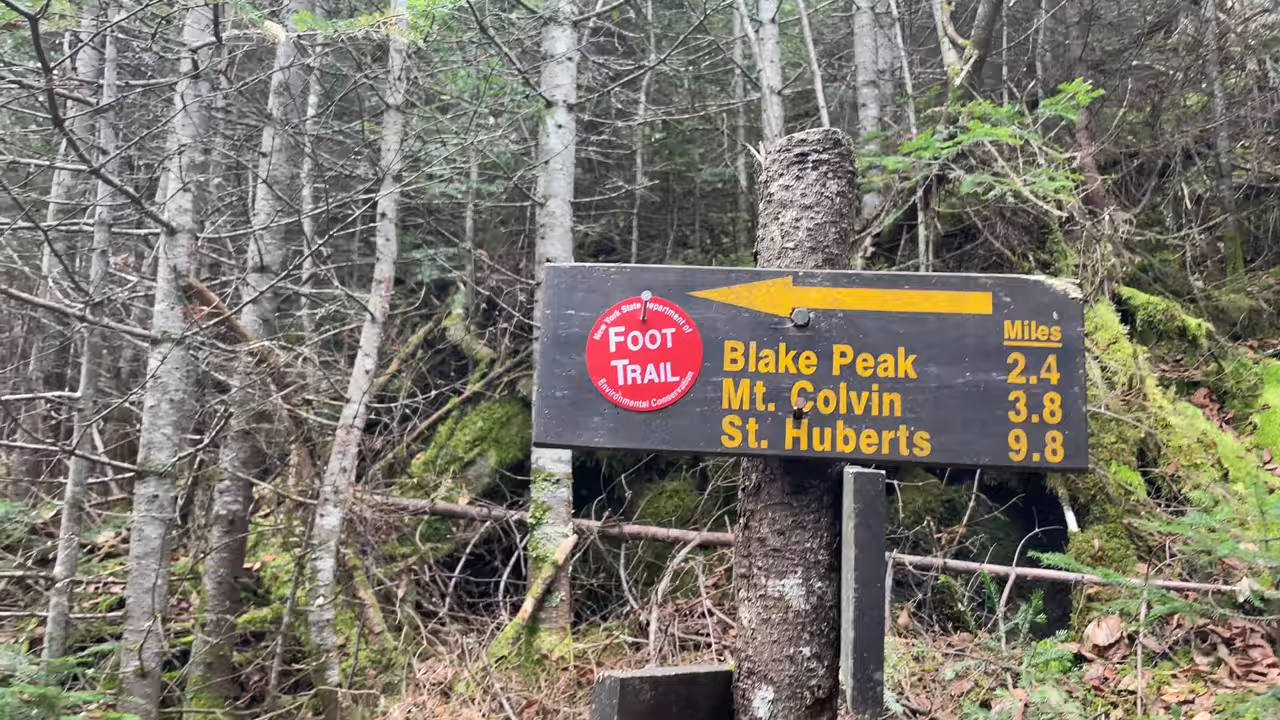 New York State Department of
FOOT
TRAIL
Environmental Conservation
Miles
Blake Peak 2.4
Mt. Colvin 3.8
St. Huberts 9.8